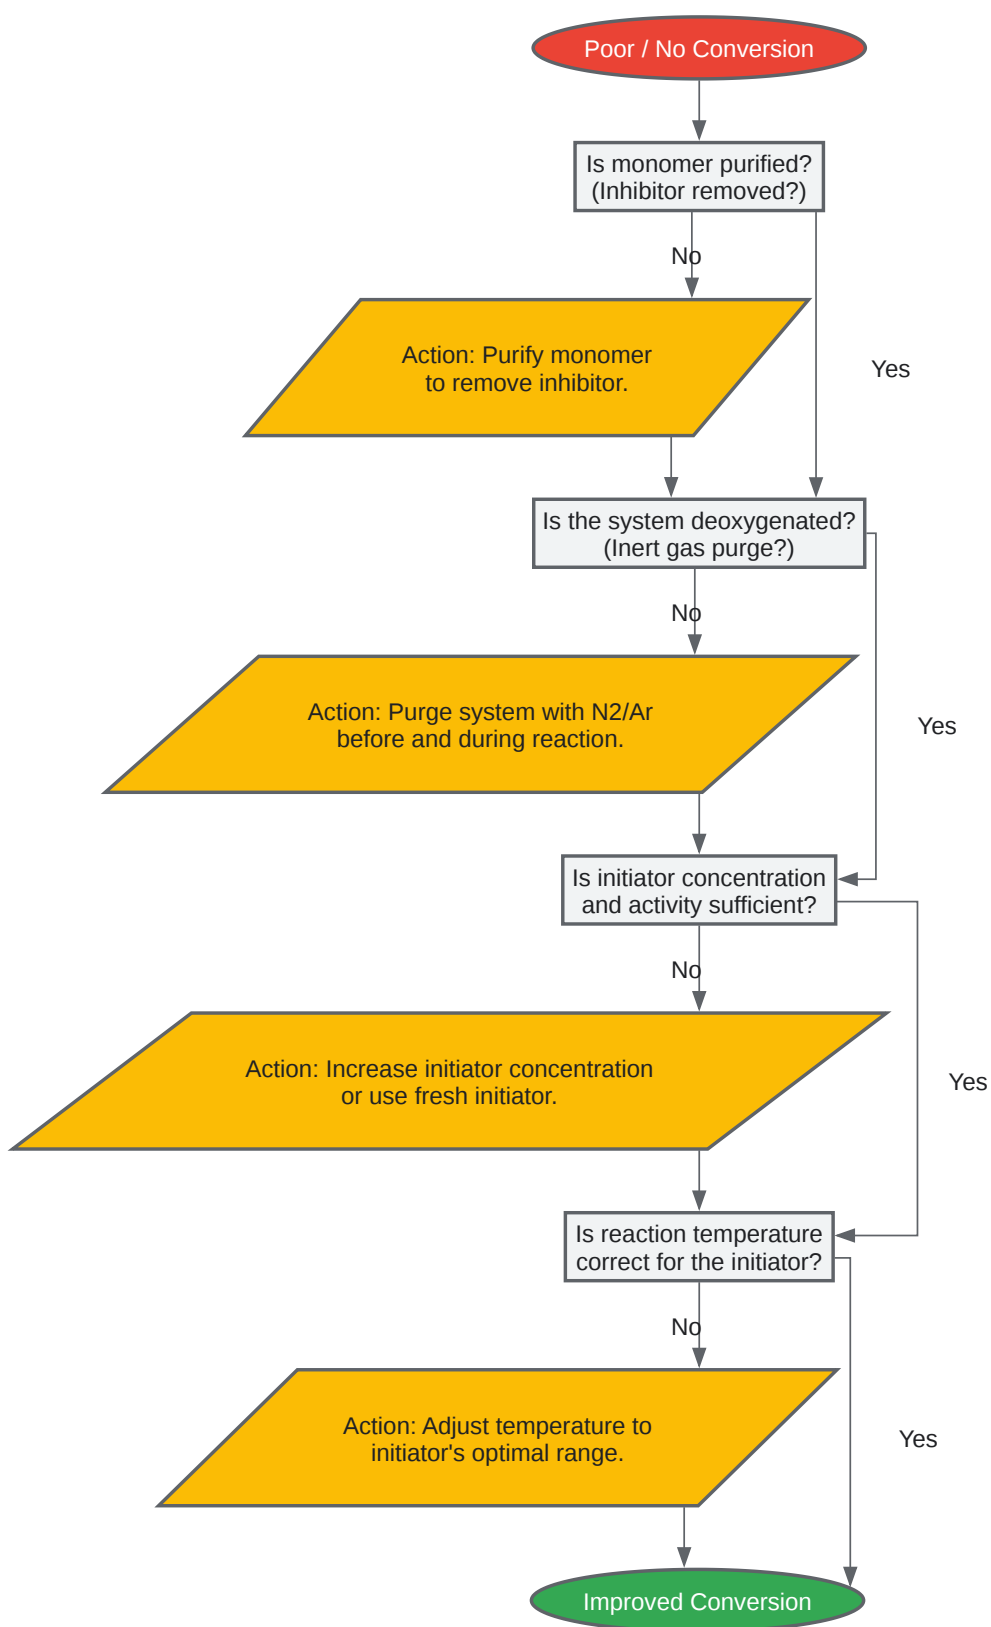 Poor / No Conversion
Is monomer purified?
(Inhibitor removed?)
No
Action: Purify monomer
to remove inhibitor.
Yes
Is the system deoxygenated?
(Inert gas purge?)
No
Action: Purge system with N2/Ar
before and during reaction.
Yes
Is initiator concentration
and activity sufficient?
No
Action: Increase initiator concentration
or use fresh initiator.
Yes
Is reaction temperature
correct for the initiator?
No
Action: Adjust temperature to
initiator's optimal range.
Yes
Improved Conversion